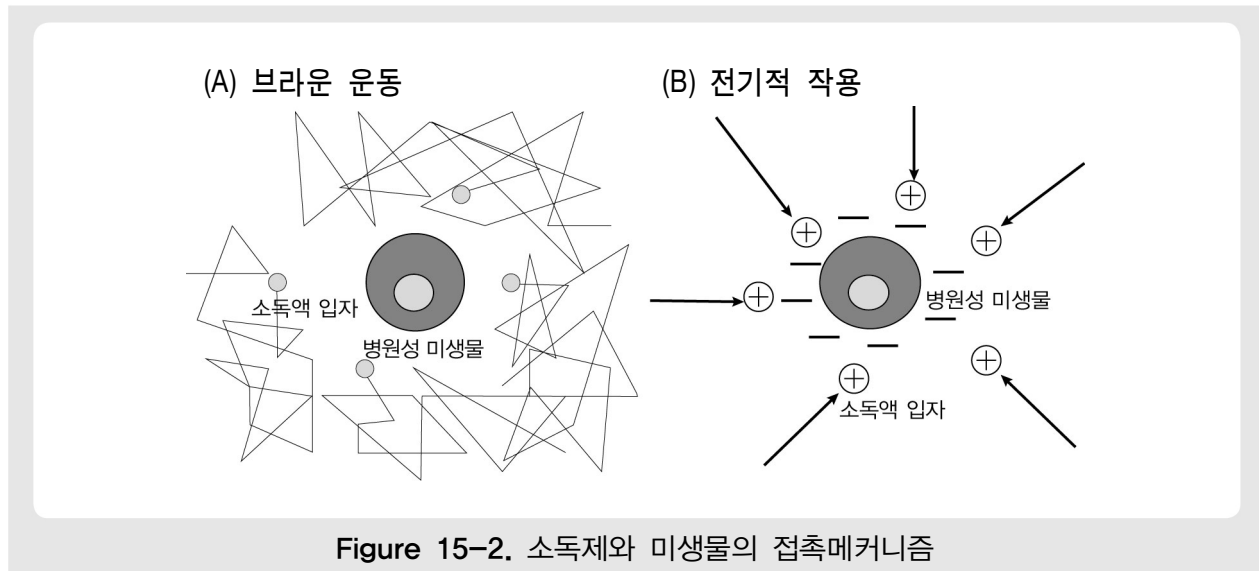 (A) 브라운 운동
(B) 전기적 작용
소독액 입자
병원성 미생물
병원성 미생물
소독액 입자
Figure 15-2. 소독제와 미생물의 접촉메커니즘